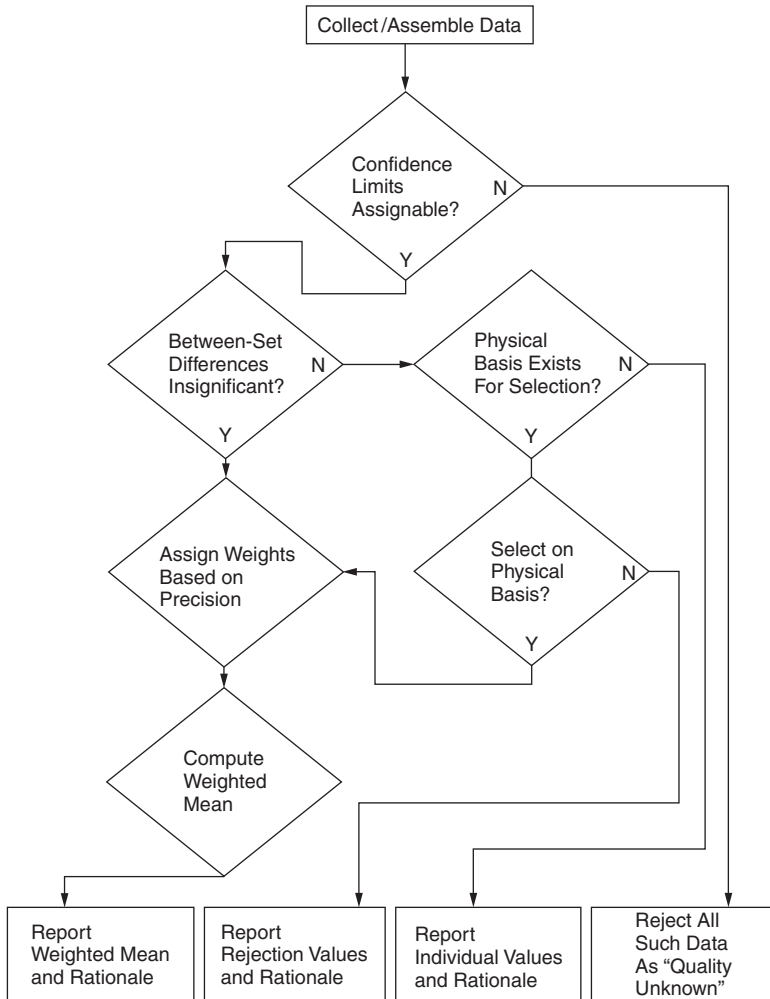 Collect/Assemble Data
Confidence
Limits
Assignable?
N
Y
Between-Set
Differences
Insignificant?
N
Y
Physical
Basis Exists
For Selection?
N
Y
Assign Weights
Based on
Precision
Select on
Physical
Basis?
N
Y
Compute
Weighted
Mean
Report
Weighted Mean
and Rationale
Report
Rejection Values
and Rationale
Report
Individual Values
and Rationale
Reject All
Such Data
As “Quality
Unknown”